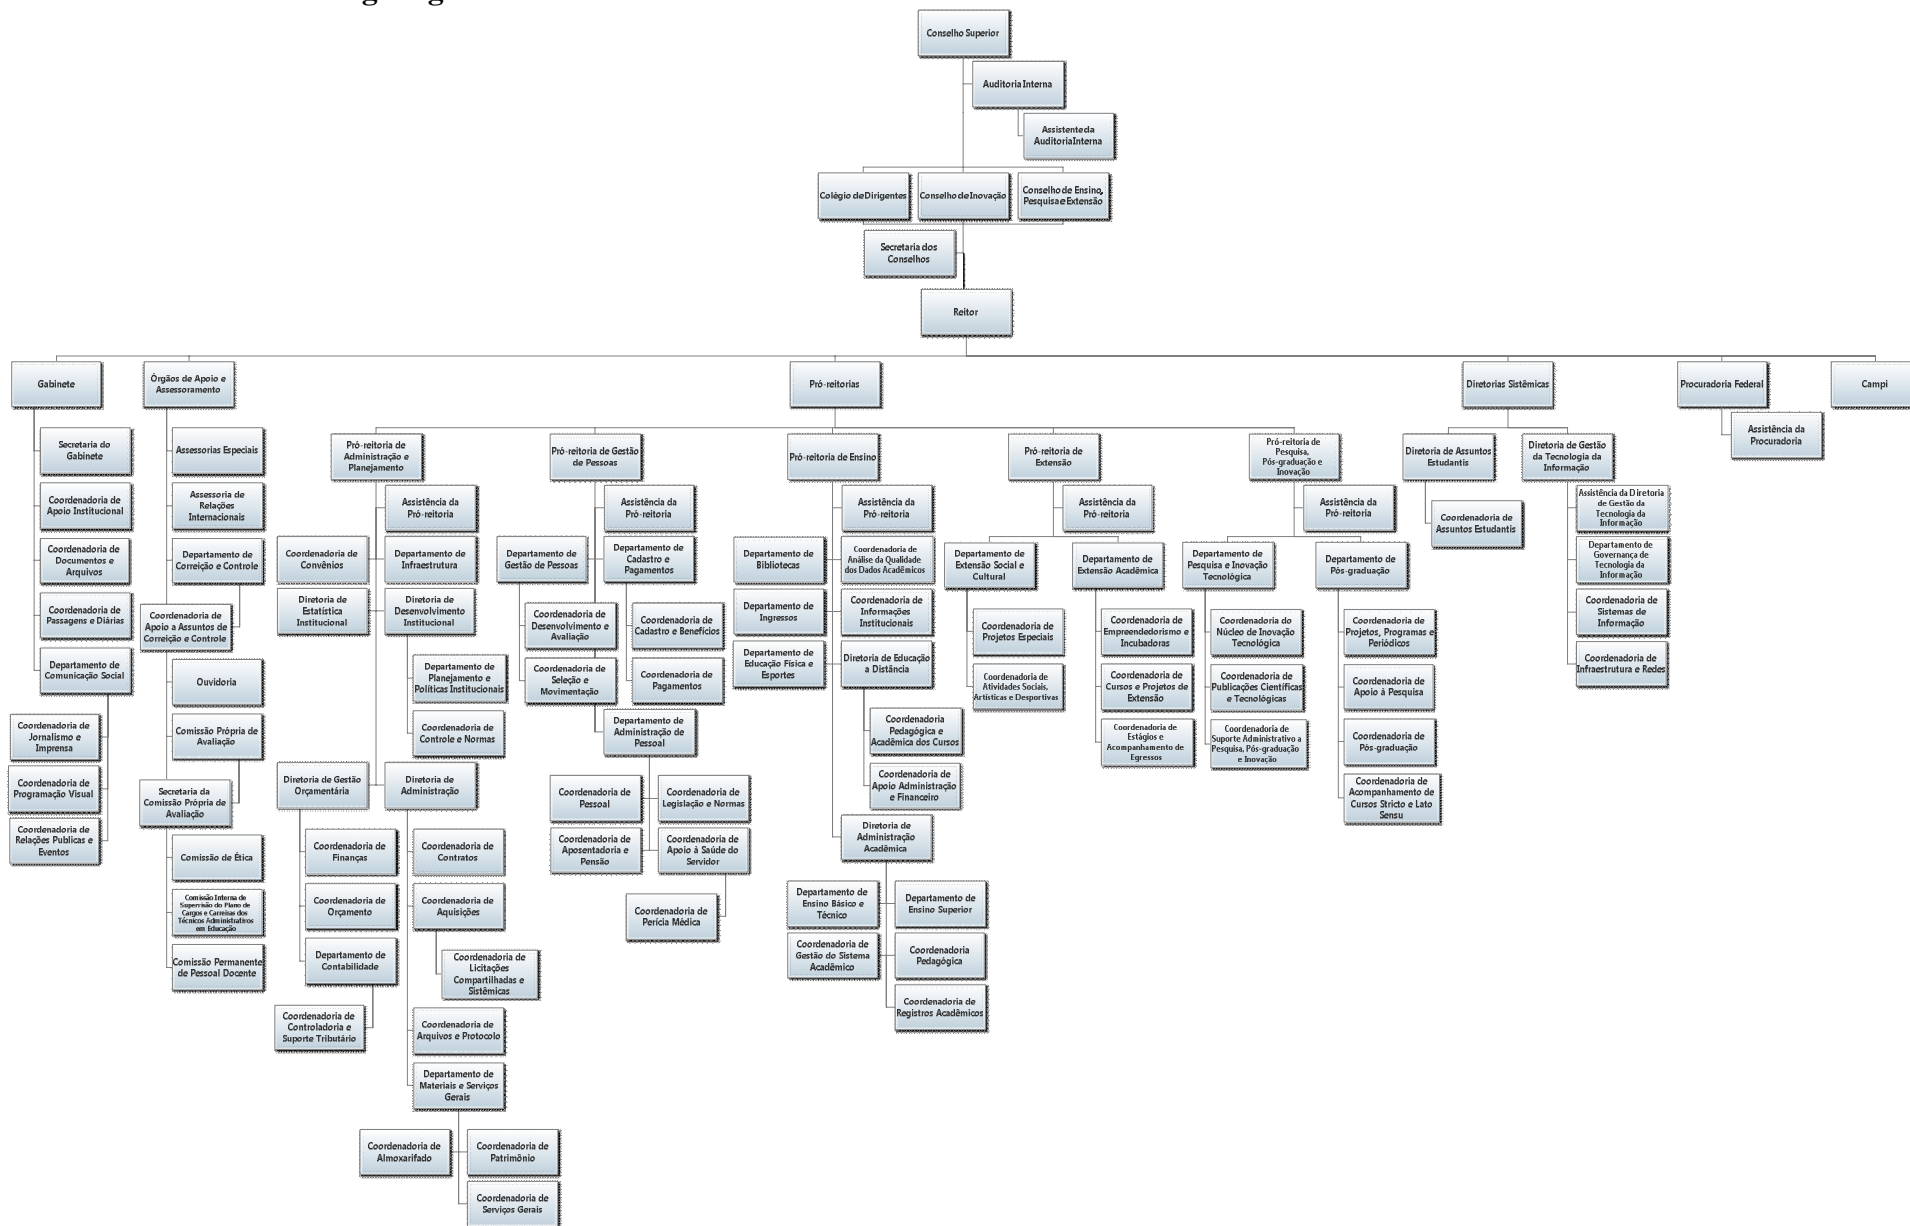 Conselho Superior
Auditoria Interna
Assistente da
Auditoria Interna
Colégio de Dirigentes
Conselho de Inovação
Conselho de Ensino,
Pesquisa e Extensão
Secretaria dos
Conselhos
Reitor
Gabinete
Órgãos de Apoio e
Assessoramento
Pró-reitorias
Diretorias Sistêmicas
Procuradoria Federal
Campi
Secretaria do
Gabinete
Coordenadoria de
Apoio Institucional
Coordenadoria de
Documentos e
Arquivos
Coordenadoria de
Passagens e Diárias
Departamento de
Comunicação Social
Coordenadoria de
Jornalismo e
Imprensa
Coordenadoria de
Programação Visual
Coordenadoria de
Relações Publicas e
Eventos
Assessorias Especiais
Assessoria de
Relações
Internacionais
Departamento de
Correição e Controle
Coordenadoria de
Apoio a Assuntos de
Correição e Controle
Ouvidoria
Comissão Própria de
Avaliação
Secretaria da
Comissão Própria de
Avaliação
Comissão de Ética
Comissão Interna de
Supervisão do Plano de
Cargos e Carreiras dos
Técnicos Administrativos
em Educação
Comissão Permanente
de Pessoal Docente
Pró-reitoria de
Administração e
Planejamento
Assistência da
Pró-reitoria
Coordenadoria de
Convênios
Departamento de
Infraestrutura
Diretoria de
Estatística
Institucional
Diretoria de
Desenvolvimento
Institucional
Departamento de
Planejamento e
Políticas Institucionais
Coordenadoria de
Controle e Normas
Diretoria de Gestão
Orçamentária
Diretoria de
Administração
Coordenadoria de
Finanças
Coordenadoria de
Orçamento
Departamento de
Contabilidade
Coordenadoria de
Controladoria e
Suporte Tributário
Coordenadoria de
Contratos
Coordenadoria de
Aquisições
Coordenadoria de
Licitações
Compartilhadas e
Sistêmicas
Coordenadoria de
Arquivos e Protocolo
Departamento de
Materiais e Serviços
Gerais
Coordenadoria de
Almoxarifado
Coordenadoria de
Patrimônio
Coordenadoria de
Serviços Gerais
Pró-reitoria de Gestão
de Pessoas
Assistência da
Pró-reitoria
Departamento de
Gestão de Pessoas
Departamento de
Cadastro e
Pagamentos
Coordenadoria de
Desenvolvimento e
Avaliação
Coordenadoria de
Cadastro e Benefícios
Coordenadoria de
Seleção e
Movimentação
Coordenadoria de
Pagamentos
Departamento de
Administração de
Pessoal
Coordenadoria de
Pessoal
Coordenadoria de
Legislação e Normas
Coordenadoria de
Aposentadoria e
Pensão
Coordenadoria de
Apoio à Saúde do
Servidor
Coordenadoria de
Perícia Médica
Pró-reitoria de Ensino
Assistência da
Pró-reitoria
Departamento de
Bibliotecas
Coordenadoria de
Análise da Qualidade
dos Dados Acadêmicos
Departamento de
Ingressos
Coordenadoria de
Informações
Institucionais
Departamento de
Educação Física e
Esportes
Diretoria de Educação
a Distância
Coordenadoria
Pedagógica e
Acadêmica dos Cursos
Coordenadoria de
Apoio Administração
e Financeiro
Diretoria de
Administração
Acadêmica
Departamento de
Ensino Básico e
Técnico
Departamento de
Ensino Superior
Coordenadoria de
Gestão do Sistema
Acadêmico
Coordenadoria
Pedagógica
Coordenadoria de
Registros Acadêmicos
Pró-reitoria de
Extensão
Assistência da
Pró-reitoria
Departamento de
Extensão Social e
Cultural
Departamento de
Extensão Acadêmica
Coordenadoria de
Projetos Especiais
Coordenadoria de
Atividades Sociais,
Artísticas e Desportivas
Coordenadoria de
Empreendedorismo e
Incubadoras
Coordenadoria de
Cursos e Projetos de
Extensão
Coordenadoria de
Estágios e
Acompanhamento de
Egressos
Pró-reitoria de
Pesquisa,
Pós-graduação e
Inovação
Assistência da
Pró-reitoria
Departamento de
Pesquisa e Inovação
Tecnológica
Departamento de
Pós-graduação
Coordenadoria do
Núcleo de Inovação
Tecnológica
Coordenadoria de
Publicações Científicas
e Tecnológicas
Coordenadoria de
Suporte Administrativo a
Pesquisa, Pós-graduação
e Inovação
Coordenadoria de
Projetos, Programas e
Periódicos
Coordenadoria de
Apoio à Pesquisa
Coordenadoria de
Pós-graduação
Coordenadoria de
Acompanhamento de
Cursos Stricto e Lato
Sensu
Diretoria de Assuntos
Estudantis
Coordenadoria de
Assuntos Estudantis
Diretoria de Gestão
da Tecnologia da
Informação
Assistência da Diretoria
de Gestão da
Tecnologia da
Informação
Departamento de
Governança de
Tecnologia da
Informação
Coordenadoria de
Sistemas de
Informação
Coordenadoria de
Infraestrutura e Redes
Assistência da
Procuradoria